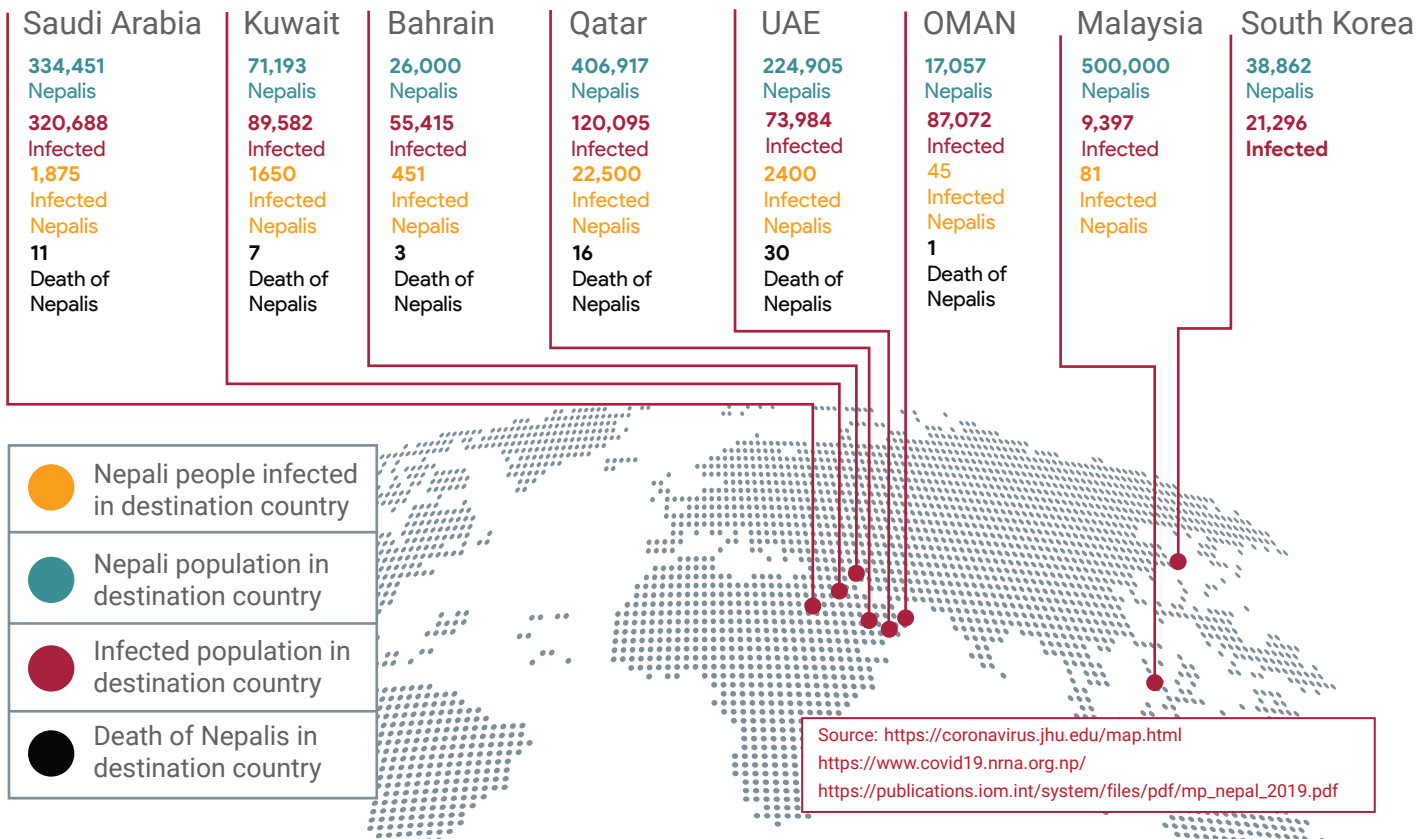 Saudi Arabia
334,451
Nepalis
320,688
Infected
1,875
Infected
Nepalis
11
Death of
Nepalis
Kuwait
71,193
Nepalis
89,582
Infected
1650
Infected
Nepalis
7
Death of
Nepalis
Bahrain
26,000
Nepalis
55,415
Infected
451
Infected
Nepalis
3
Death of
Nepalis
Qatar
406,917
Nepalis
120,095
Infected
22,500
Infected
Nepalis
16
Death of
Nepalis
UAE
224,905
Nepalis
73,984
Infected
2400
Infected
Nepalis
30
Death of
Nepalis
OMAN
17,057
Nepalis
87,072
Infected
45
Infected
Nepalis
1
Death of
Nepalis
Malaysia
500,000
Nepalis
9,397
Infected
81
Infected
Nepalis
South Korea
38,862
Nepalis
21,296
Infected
Nepali people infected
in destination country
Nepali population in
destination country
Infected population in
destination country
Death of Nepalis in
destination country
Source: https://coronavirus.jhu.edu/map.html
https://www.covid19.nrna.org.np/
https://publications.iom.int/system/files/pdf/mp_nepal_2019.pdf